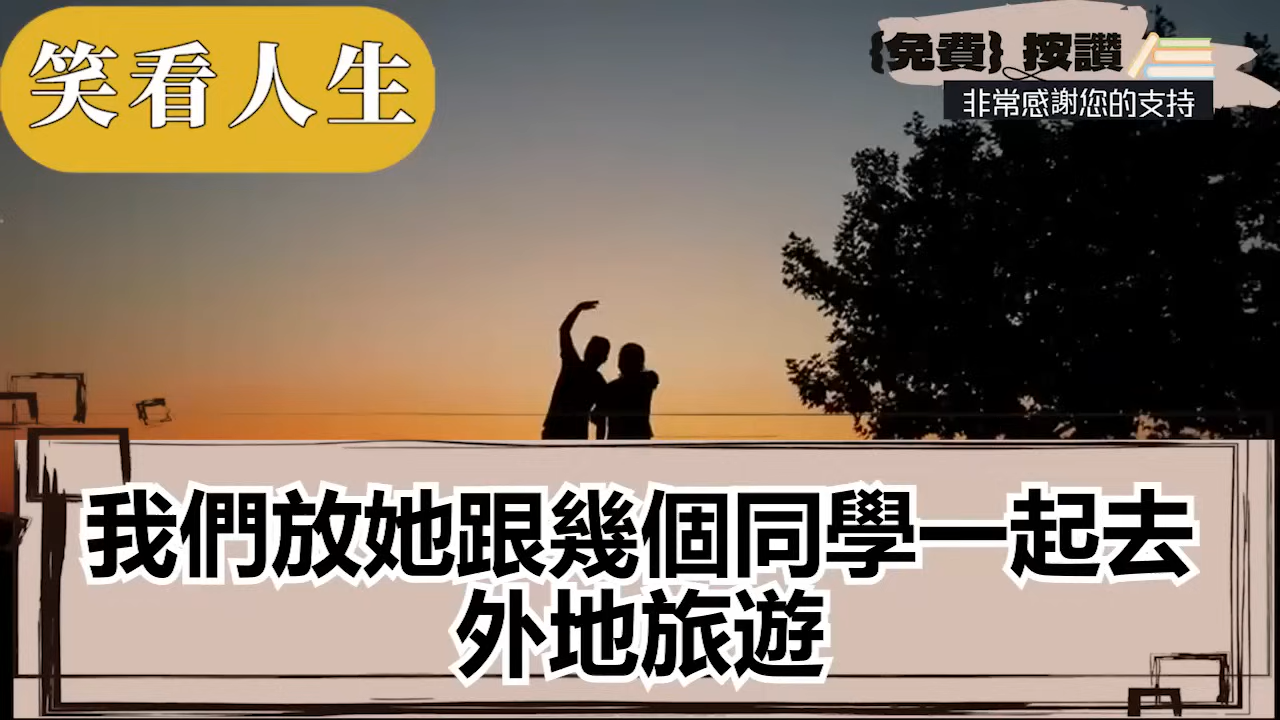 笑看人生
{免費} 按讚
非常感謝您的支持
我們放她跟幾個同學一起去
外地旅遊